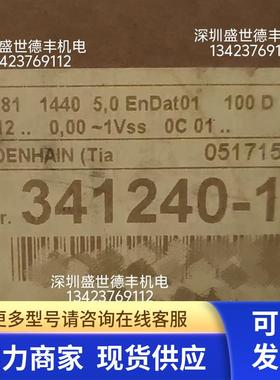 深圳盛世德丰机电
13423769112
深圳盛世德丰机电
13423769112
81 1440 5,0 EnDat01 100 D
12 .. 0,00 ~1Vss 0C 01 ..
DENHAIN (Tia 051715
r. 341240-1
深圳盛世德丰机电
13423769112
更多型号请咨询在线客服
力商家 现货供应